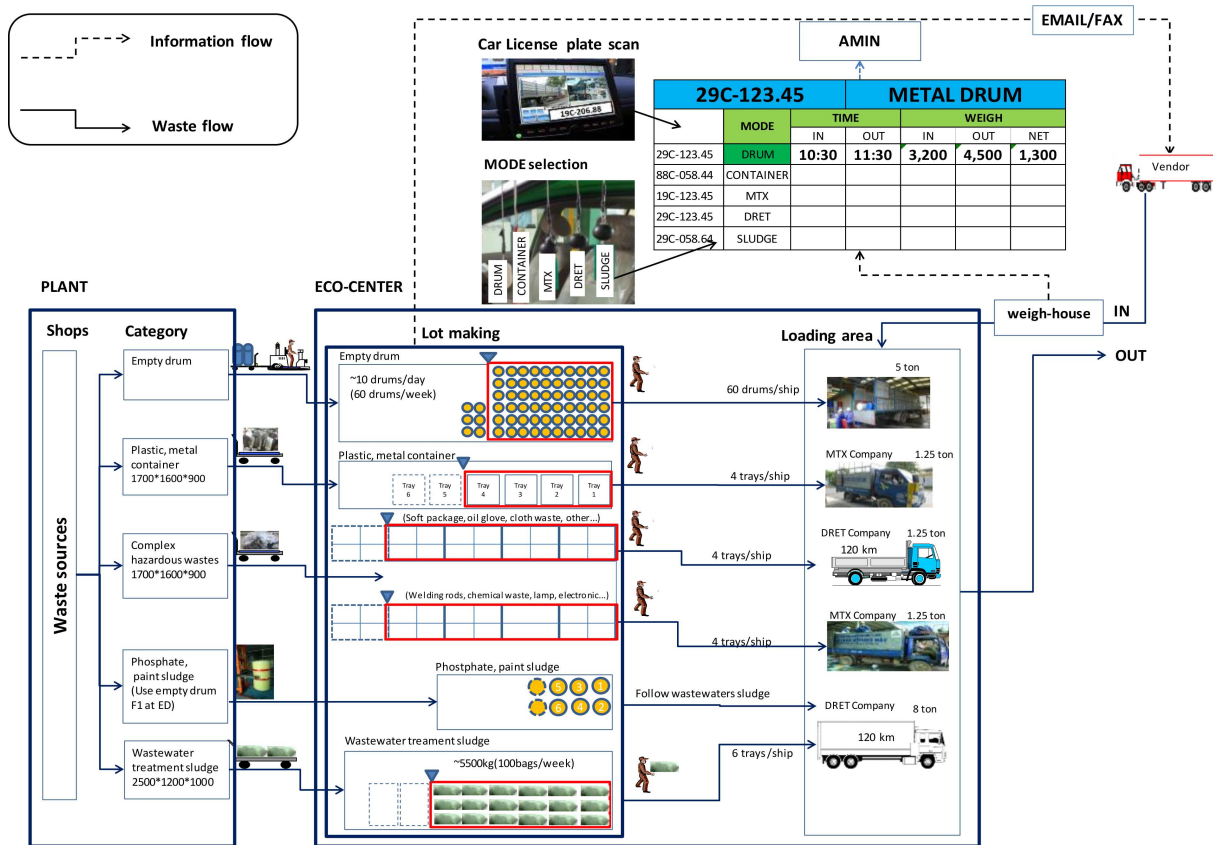 Information flow
Waste flow
EMAIL/FAX
AMIN
Car License plate scan
19C-206.88
29C-123.45 METAL DRUM
MODE TIME WEIGH
IN OUT IN OUT NET
29C-123.45 DRUM 10:30 11:30 3,200 4,500 1,300
88C-058.44 CONTAINER
19C-123.45 MTX
29C-123.45 DRET
29C-058.64 SLUDGE
MODE selection
DRUM
CONTAINER
MTX
DRET
SLUDGE
Vendor
weigh-house
IN
OUT
PLANT
Shops
Category
Waste sources
Empty drum
Plastic, metal
container
1700*1600*900
Complex
hazardous wastes
1700*1600*900
Phosphate,
paint sludge
(Use empty drum
F1 at ED)
Wastewater
treatment sludge
2500*1200*1000
ECO-CENTER
Lot making
Empty drum
~10 drums/day
(60 drums/week)
Plastic, metal container
Tray
6
Tray
5
Tray
4
Tray
3
Tray
2
Tray
1
(Soft package, oil glove, cloth waste, other...)
(Welding rods, chemical waste, lamp, electronic...)
Phostphate, paint sludge
5 3 1
6 4 2
Wastewater treament sludge
~5500kg(100bags/week)
60 drums/ship
4 trays/ship
4 trays/ship
4 trays/ship
Follow wastewaters sludge
6 trays/ship
Loading area
5 ton
MTX Company 1.25 ton
DRET Company 1.25 ton
120 km
MTX Company 1.25 ton
DRET Company 8 ton
120 km